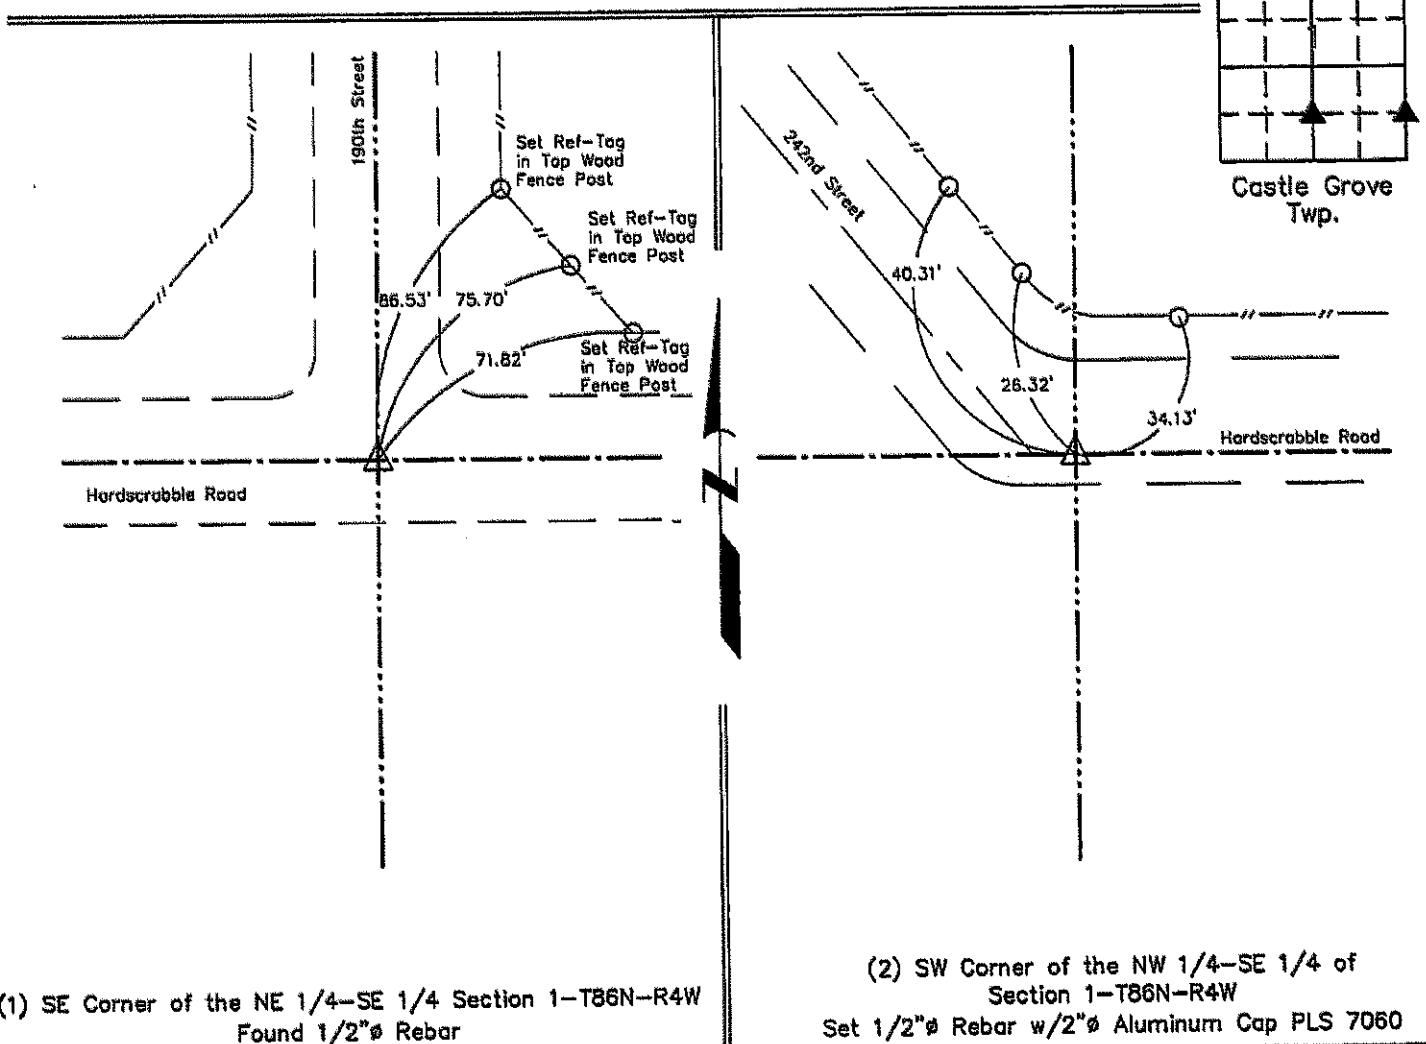 Castle Grove
Twp.
190th Street
Set Ref-Tag
in Top Wood
Fence Post
Set Ref-Tag
in Top Wood
Fence Post
86.53'
75.70'
71.82'
Set Ref-Tag
in Top Wood
Fence Post
Hardscrabble Road
Z
242nd Street
40.31'
26.32'
34.13'
Hardscrabble Road
(1) SE Corner of the NE 1/4-SE 1/4 Section 1-T86N-R4W
Found 1/2"ø Rebar
(2) SW Corner of the NW 1/4-SE 1/4 of
Section 1-T86N-R4W
Set 1/2"ø Rebar w/2"ø Aluminum Cap PLS 7060